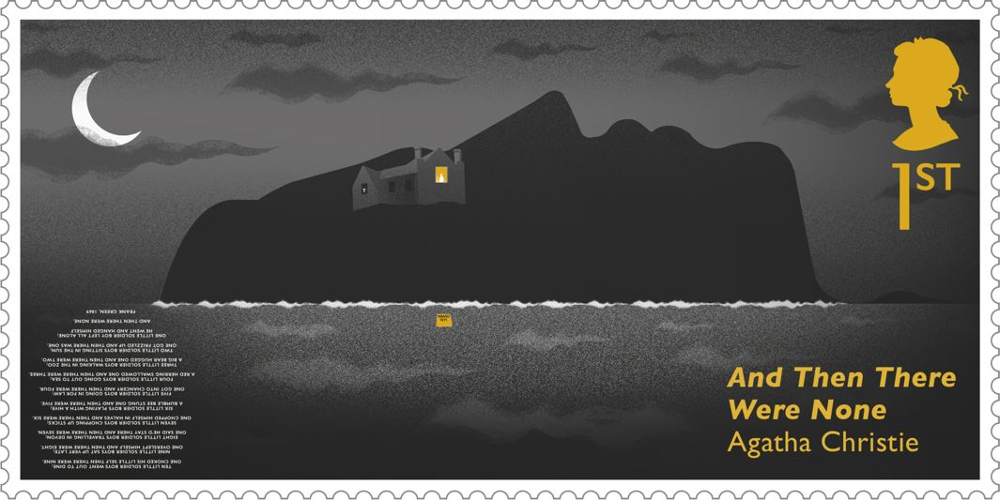 1ST
And Then There
Were None
Agatha Christie
TEN LITTLE SOLDIER BOYS WENT OUT TO DINE;
ONE CHOKED HIS LITTLE SELF THEN THERE WERE NINE.
NINE LITTLE SOLDIER BOYS SAT UP VERY LATE;
ONE OVERSLEPT HIMSELF AND THEN THERE WERE EIGHT.
EIGHT LITTLE SOLDIER BOYS TRAVELING IN DEVON;
ONE SAID HE'D STAY THERE AND THEN THERE WERE SEVEN.
SEVEN LITTLE SOLDIER BOYS CHOPPING UP STICKS;
ONE CHOPPED HIMSELF IN HALVES AND THEN THERE WERE SIX.
SIX LITTLE SOLDIER BOYS PLAYING WITH A HIVE;
A BUMBLE BEE STUNG ONE AND THEN THERE WERE FIVE.
FIVE LITTLE SOLDIER BOYS GOING IN FOR LAW;
ONE GOT INTO CHANCERY AND THEN THERE WERE FOUR.
FOUR LITTLE SOLDIER BOYS GOING OUT TO SEA;
A RED HERRING SWALLOWED ONE AND THEN THERE WERE THREE.
THREE LITTLE SOLDIER BOYS WALKING IN THE ZOO;
A BIG BEAR HUGGED ONE AND THEN THERE WERE TWO.
TWO LITTLE SOLDIER BOYS SITTING IN THE SUN;
ONE GOT FRIZZLED UP AND THEN THERE WAS ONE.
ONE LITTLE SOLDIER BOY LEFT ALL ALONE;
HE WENT AND HANGED HIMSELF
AND THEN THERE WERE NONE.
FRANK GREEN, 1869